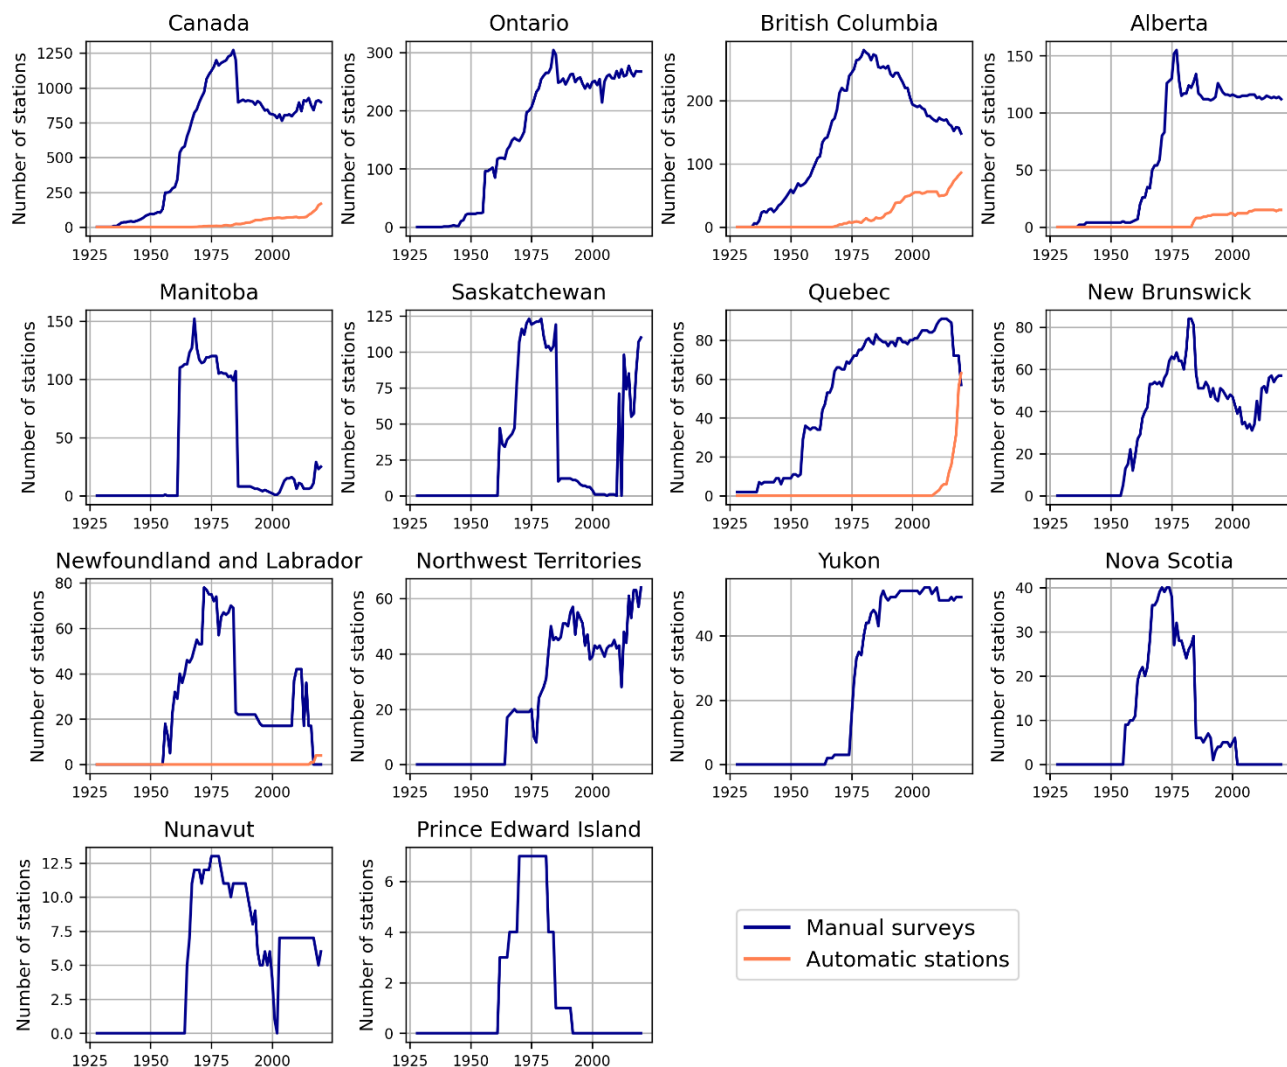 Canada
Number of stations
1250
1000
750
500
250
0
1925 1950 1975 2000
Ontario
Number of stations
300
200
100
0
1925 1950 1975 2000
British Columbia
Number of stations
200
100
0
1925 1950 1975 2000
Alberta
Number of stations
150
100
50
0
1925 1950 1975 2000
Manitoba
Number of stations
150
100
50
0
1925 1950 1975 2000
Saskatchewan
Number of stations
125
100
75
50
25
0
1925 1950 1975 2000
Quebec
Number of stations
80
60
40
20
0
1925 1950 1975 2000
New Brunswick
Number of stations
80
60
40
20
0
1925 1950 1975 2000
Newfoundland and Labrador
Number of stations
80
60
40
20
0
1925 1950 1975 2000
Northwest Territories
Number of stations
60
40
20
0
1925 1950 1975 2000
Yukon
Number of stations
40
20
0
1925 1950 1975 2000
Nova Scotia
Number of stations
40
30
20
10
0
1925 1950 1975 2000
Nunavut
Number of stations
12.5
10.0
7.5
5.0
2.5
0.0
1925 1950 1975 2000
Prince Edward Island
Number of stations
6
4
2
0
1925 1950 1975 2000
Manual surveys
Automatic stations